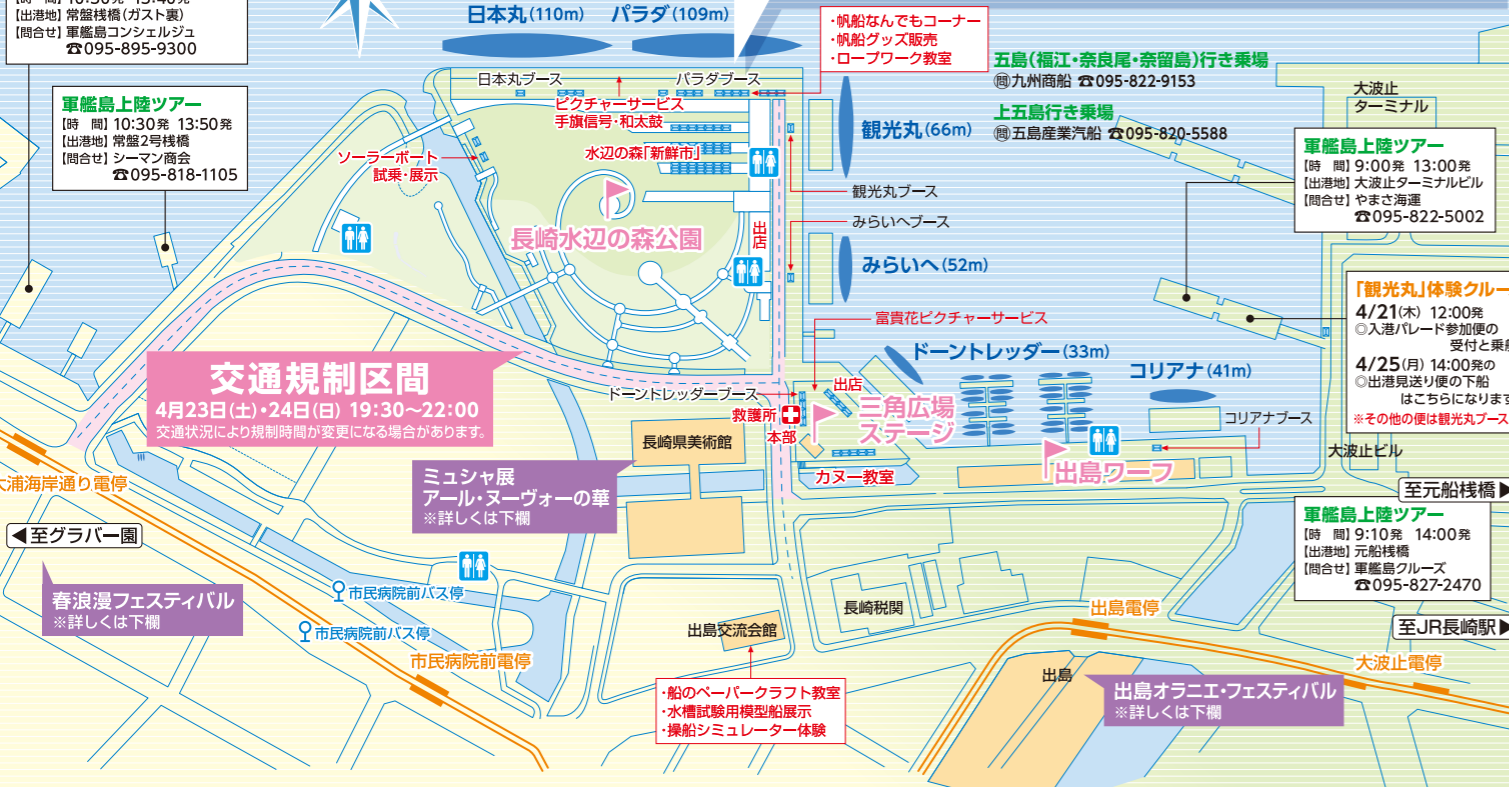 【出港地】常盤桟橋(ガスト裏)
【問合せ】軍艦島コンシェルジュ
☎095-895-9300
日本丸(110m)
パラダ(109m)
・帆船なんでもコーナー
・帆船グッズ販売
・ロープワーク教室
五島(福江・奈良尾・奈留島)行き乗場
㉄九州商船 ☎095-822-9153
上五島行き乗場
㉄五島産業汽船 ☎095-820-5588
大波止
ターミナル
日本丸ブース
パラダブース
ピクチャーサービス
手旗信号・和太鼓
軍艦島上陸ツアー
【時　間】10:30発 13:50発
【出港地】常盤2号桟橋
【問合せ】シーマン商会
☎095-818-1105
ソーラーボート
試乗・展示
水辺の森「新鮮市」
観光丸(66m)
観光丸ブース
みらいへブース
みらいへ(52m)
軍艦島上陸ツアー
【時　間】9:00発 13:00発
【出港地】大波止ターミナルビル
【問合せ】やまさ海運
☎095-822-5002
長崎水辺の森公園
出店
「観光丸」体験クルー
4/21(木) 12:00発
◎入港パレード参加便の
受付と乗
4/25(月) 14:00発の
◎出港見送り便の下船
はこちらになります
※その他の便は観光丸ブース
富貴花ピクチャーサービス
ドーントレッダー(33m)
コリアナ(41m)
交通規制区間
4月23日(土)・24日(日) 19:30〜22:00
交通状況により規制時間が変更になる場合があります。
ドーントレッダーブース
出店
救護所
本部
三角広場
ステージ
コリアナブース
長崎県美術館
カヌー教室
出島ワーフ
大波止ビル
大浦海岸通り電停
ミュシャ展
アール・ヌーヴォーの華
※詳しくは下欄
至元船桟橋▶
◀至グラバー園
軍艦島上陸ツアー
【時　間】9:10発 14:00発
【出港地】元船桟橋
【問合せ】軍艦島クルーズ
☎095-827-2470
春浪漫フェスティバル
※詳しくは下欄
市民病院前バス停
市民病院前バス停
市民病院前電停
出島交流会館
長崎税関
出島電停
至JR長崎駅▶
大波止電停
出島
出島オラニエ・フェスティバル
※詳しくは下欄
・船のペーパークラフト教室
・水槽試験用模型船展示
・操船シミュレーター体験